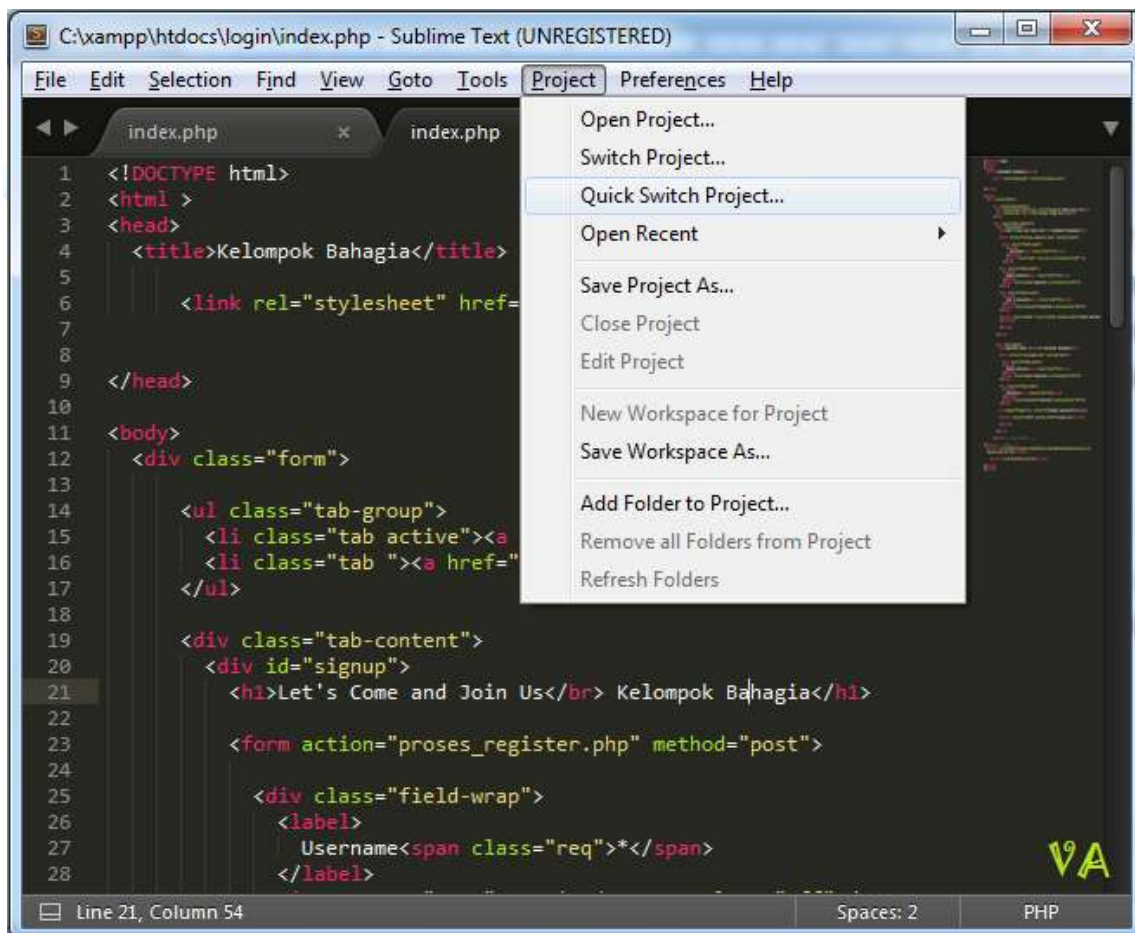 C:\xampp\htdocs\login\index.php - Sublime Text (UNREGISTERED)
File Edit Selection Find View Goto Tools Project Preferences Help
index.php × index.php
Open Project...
Switch Project...
Quick Switch Project...
Open Recent
Save Project As...
Close Project
Edit Project
New Workspace for Project
Save Workspace As...
Add Folder to Project...
Remove all Folders from Project
Refresh Folders
1 <!DOCTYPE html>
2 <html >
3 <head>
4 <title>Kelompok Bahagia</title>
5
6 <link rel="stylesheet" href=
7
8
9 </head>
10
11 <body>
12 <div class="form">
13
14 <ul class="tab-group">
15 <li class="tab active"><a
16 <li class="tab "><a href="
17 </ul>
18
19 <div class="tab-content">
20 <div id="signup">
21 <h1>Let's Come and Join Us</br> Kelompok Bahagia</h1>
22
23 <form action="proses_register.php" method="post">
24
25 <div class="field-wrap">
26 <label>
27 Username<span class="req">*</span>
28 </label>
VA
Line 21, Column 54 Spaces: 2 PHP